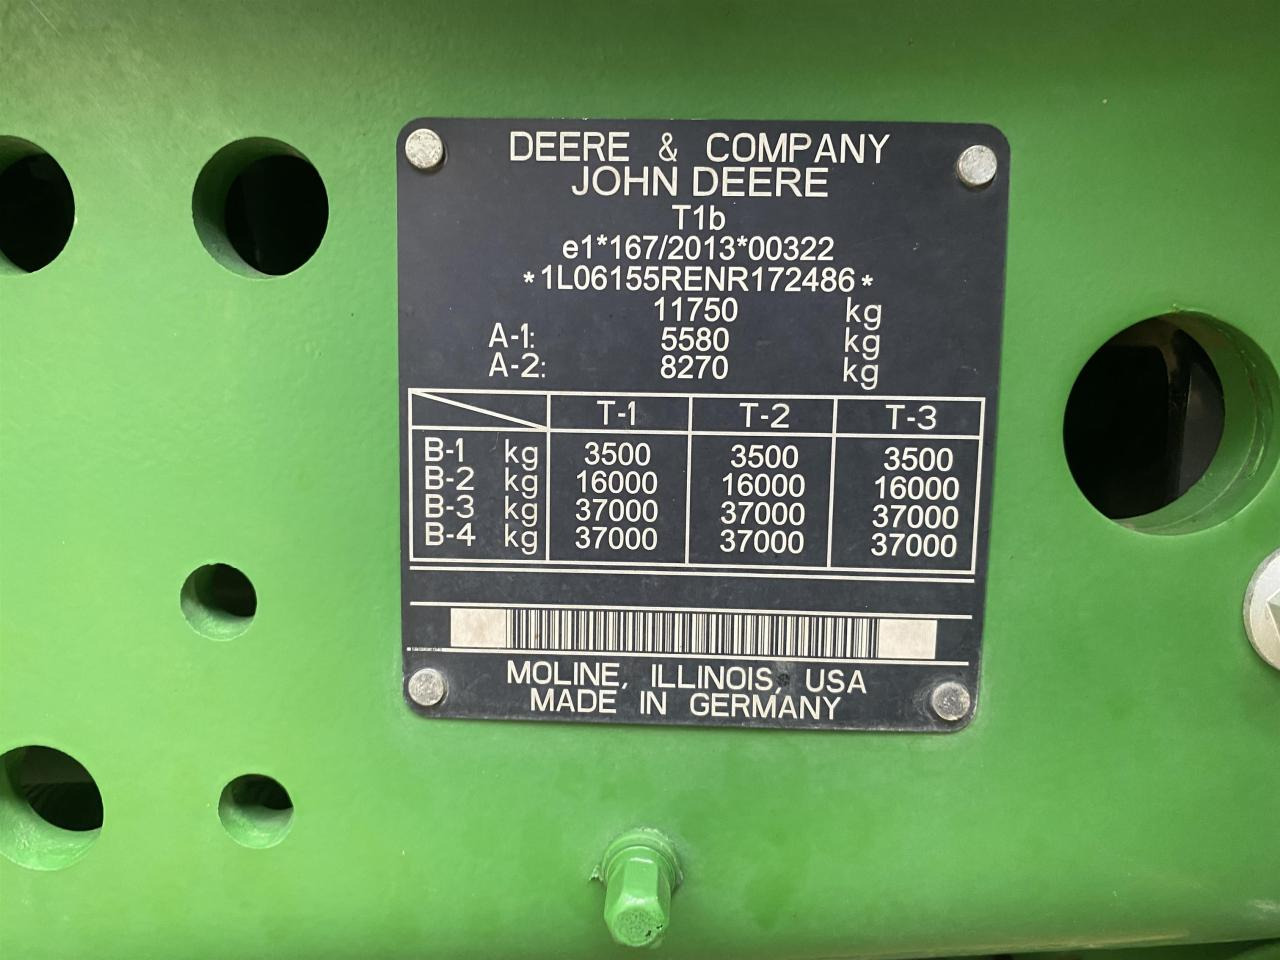 DEERE & COMPANY
JOHN DEERE
T1b
e1*167/2013*00322
*1L06155RENR172486*
11750 kg
A-1: 5580 kg
A-2: 8270 kg
T-1 T-2 T-3
B-1 kg 3500 3500 3500
B-2 kg 16000 16000 16000
B-3 kg 37000 37000 37000
B-4 kg 37000 37000 37000
MOLINE, ILLINOIS, USA
MADE IN GERMANY